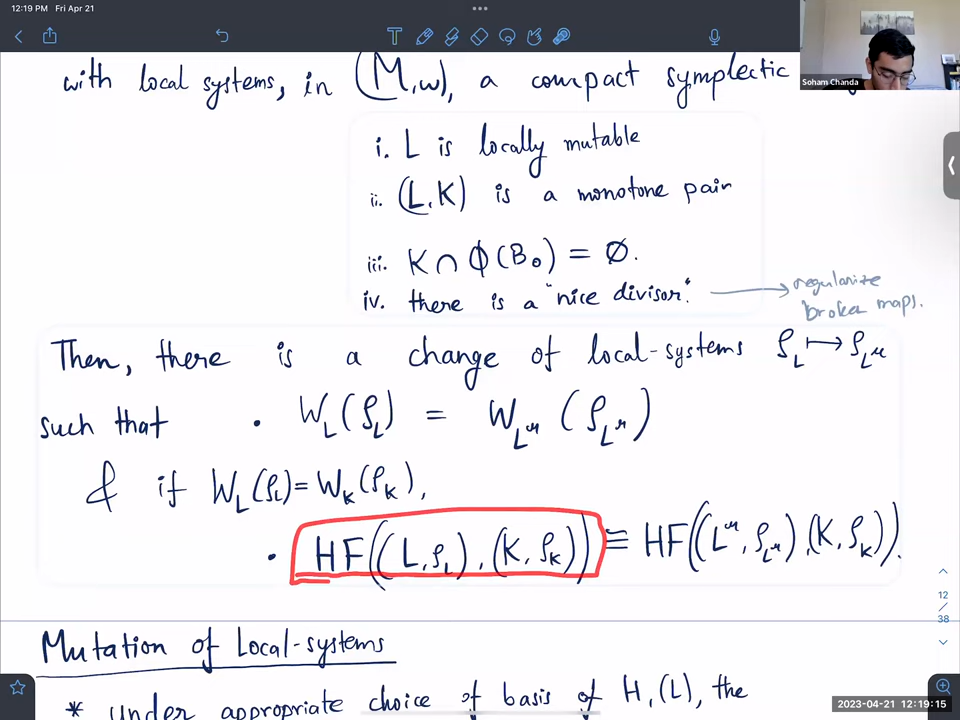 12:19 PM Fri Apr 21
Soham Chanda
with local systems, in (M,ω), a compact symplectic
i. L is locally mutable
ii. (L,K) is a monotone pair
iii. K ∩ Φ(B₀) = ∅.
iv. there is a "nice divisor." → regularize
broken maps.
Then, there is a change of local-systems ρ_L ↦ ρ_{L^μ}
such that • W_L(ρ_L) = W_{L^μ}(ρ_{L^μ})
& if W_L(ρ_L) = W_K(ρ_K),
• HF((L,ρ_L),(K,ρ_K)) ≡ HF((L^μ,ρ_{L^μ}),(K,ρ_K)).
12
/
38
Mutation of Local-systems
* under appropriate choice of basis of H₁(L), the
2023-04-21 12:19:15